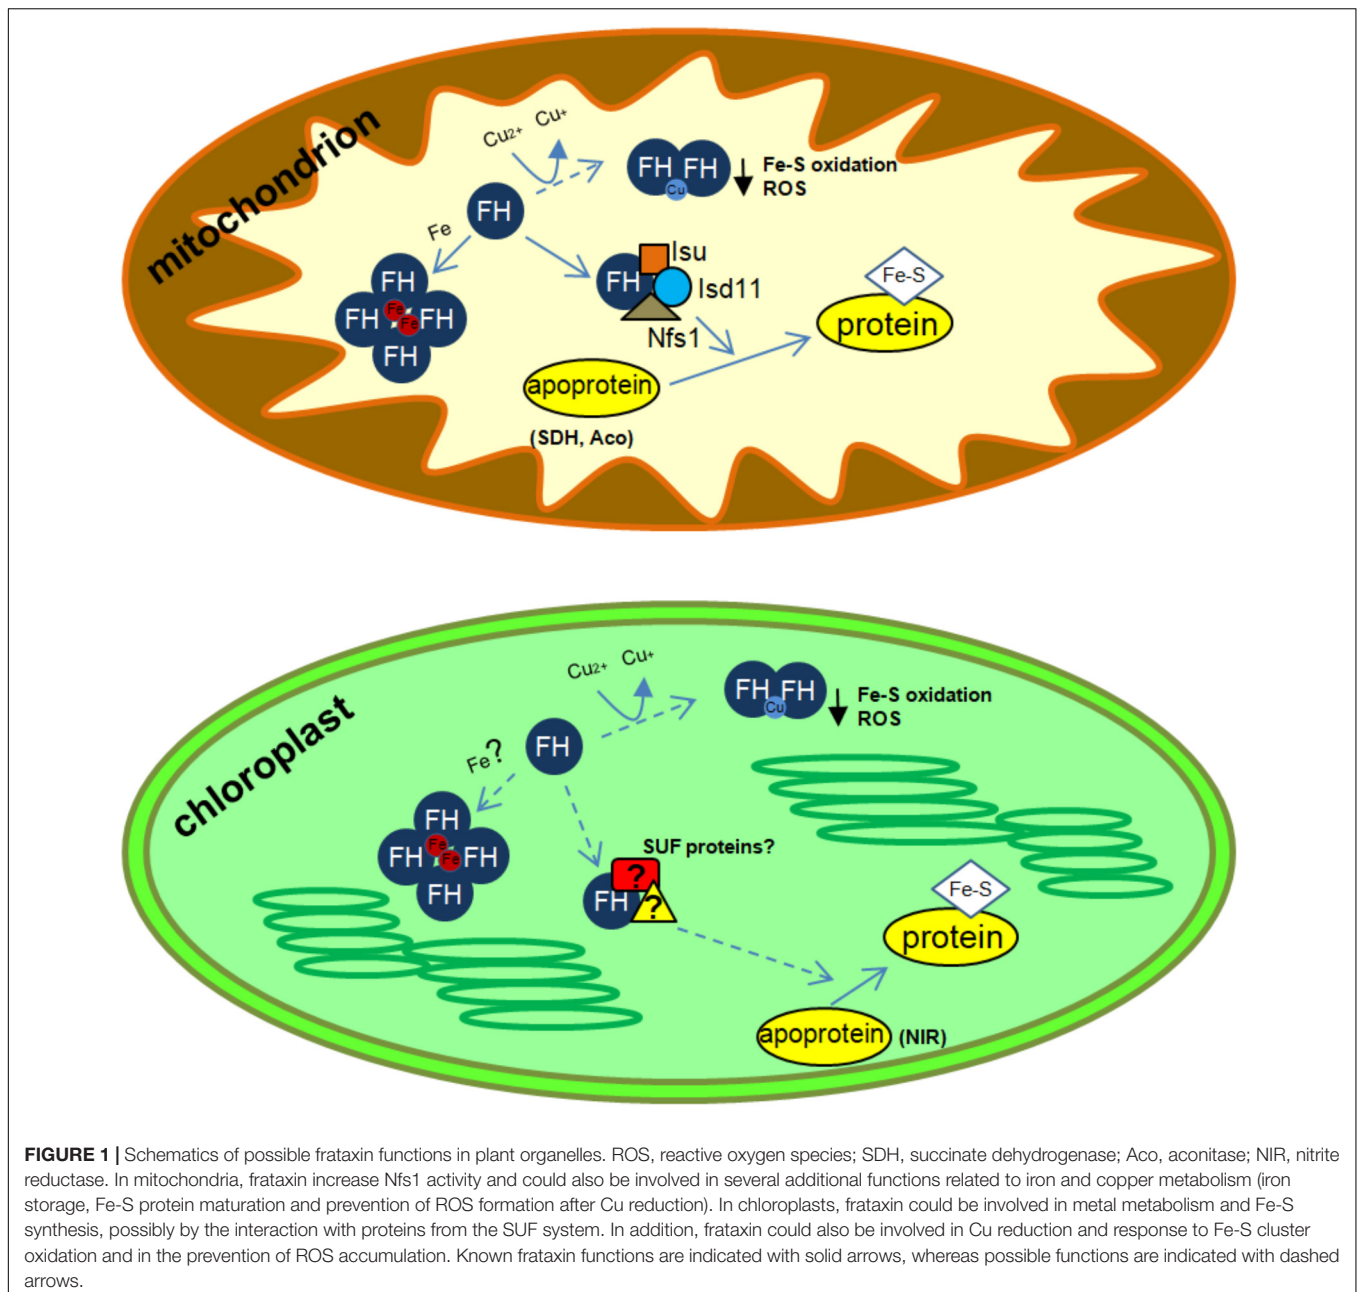 mitochondrion
Cu2+ Cu+
FH FH
Cu
Fe-S oxidation
ROS
FH
Fe
FH
FH Fe Fe FH
FH
FH
Isu
Isd11
Nfs1
Fe-S
protein
apoprotein
(SDH, Aco)
chloroplast
Cu2+ Cu+
FH FH
Cu
Fe-S oxidation
ROS
FH
Fe?
FH
FH Fe Fe FH
FH
SUF proteins?
?
FH ?
Fe-S
protein
apoprotein (NIR)
FIGURE 1 | Schematics of possible frataxin functions in plant organelles. ROS, reactive oxygen species; SDH, succinate dehydrogenase; Aco, aconitase; NIR, nitrite
reductase. In mitochondria, frataxin increase Nfs1 activity and could also be involved in several additional functions related to iron and copper metabolism (iron
storage, Fe-S protein maturation and prevention of ROS formation after Cu reduction). In chloroplasts, frataxin could be involved in metal metabolism and Fe-S
synthesis, possibly by the interaction with proteins from the SUF system. In addition, frataxin could also be involved in Cu reduction and response to Fe-S cluster
oxidation and in the prevention of ROS accumulation. Known frataxin functions are indicated with solid arrows, whereas possible functions are indicated with dashed
arrows.